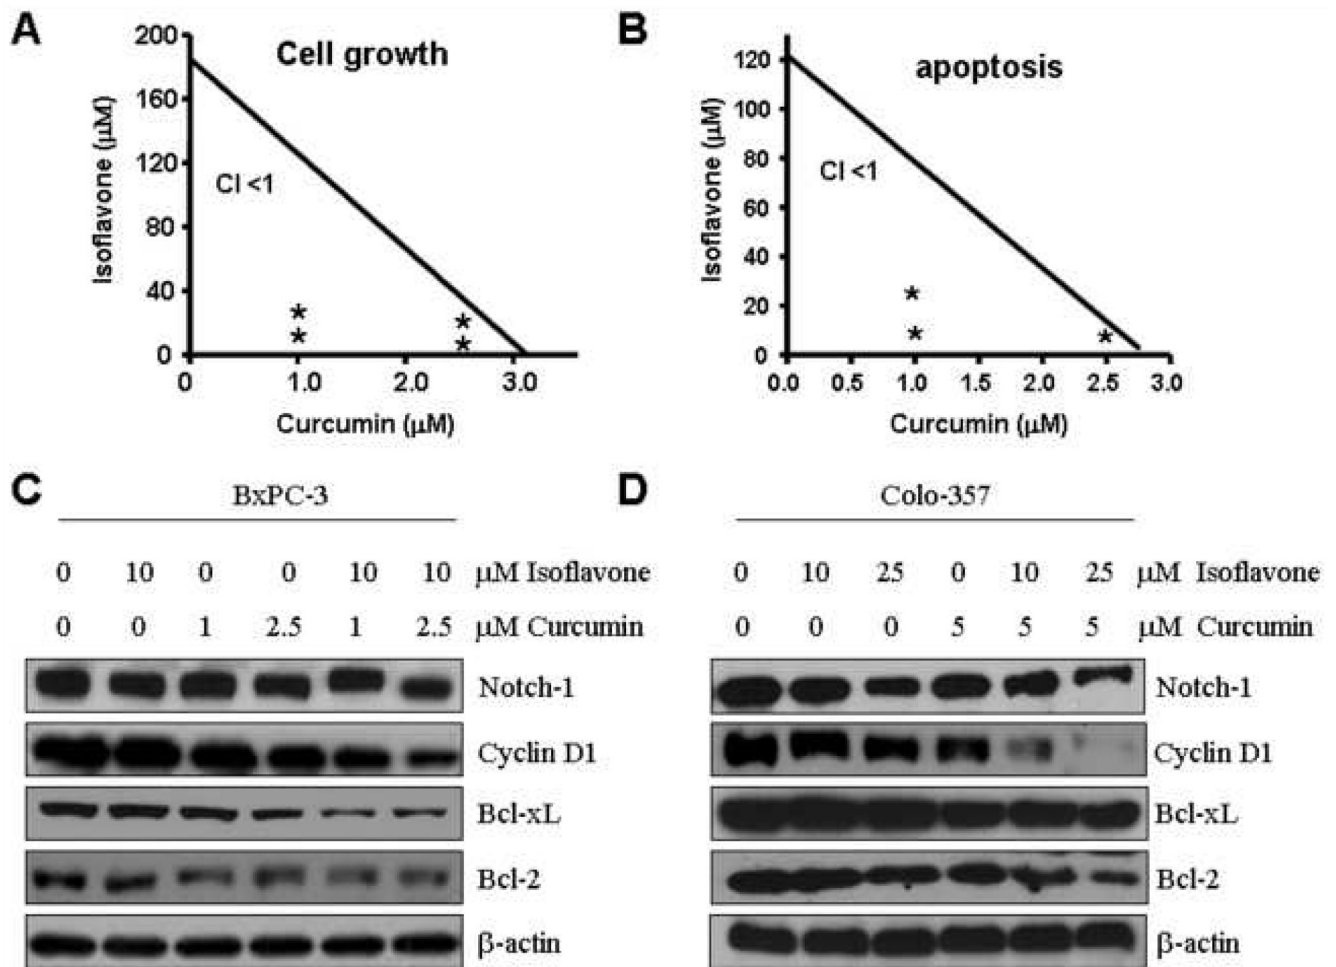 A
Cell growth
200
160
120
80
40
0
Isoflavone (µM)
CI <1
* * * *
0 1.0 2.0 3.0
Curcumin (µM)
B
apoptosis
120
100
80
60
40
20
0
Isoflavone (µM)
CI <1
* * *
0.0 0.5 1.0 1.5 2.0 2.5 3.0
Curcumin (µM)
C
BxPC-3
0 10 0 0 10 10 µM Isoflavone
0 0 1 2.5 1 2.5 µM Curcumin
Notch-1
Cyclin D1
Bcl-xL
Bcl-2
β-actin
D
Colo-357
0 10 25 0 10 25 µM Isoflavone
0 0 0 5 5 5 µM Curcumin
Notch-1
Cyclin D1
Bcl-xL
Bcl-2
β-actin